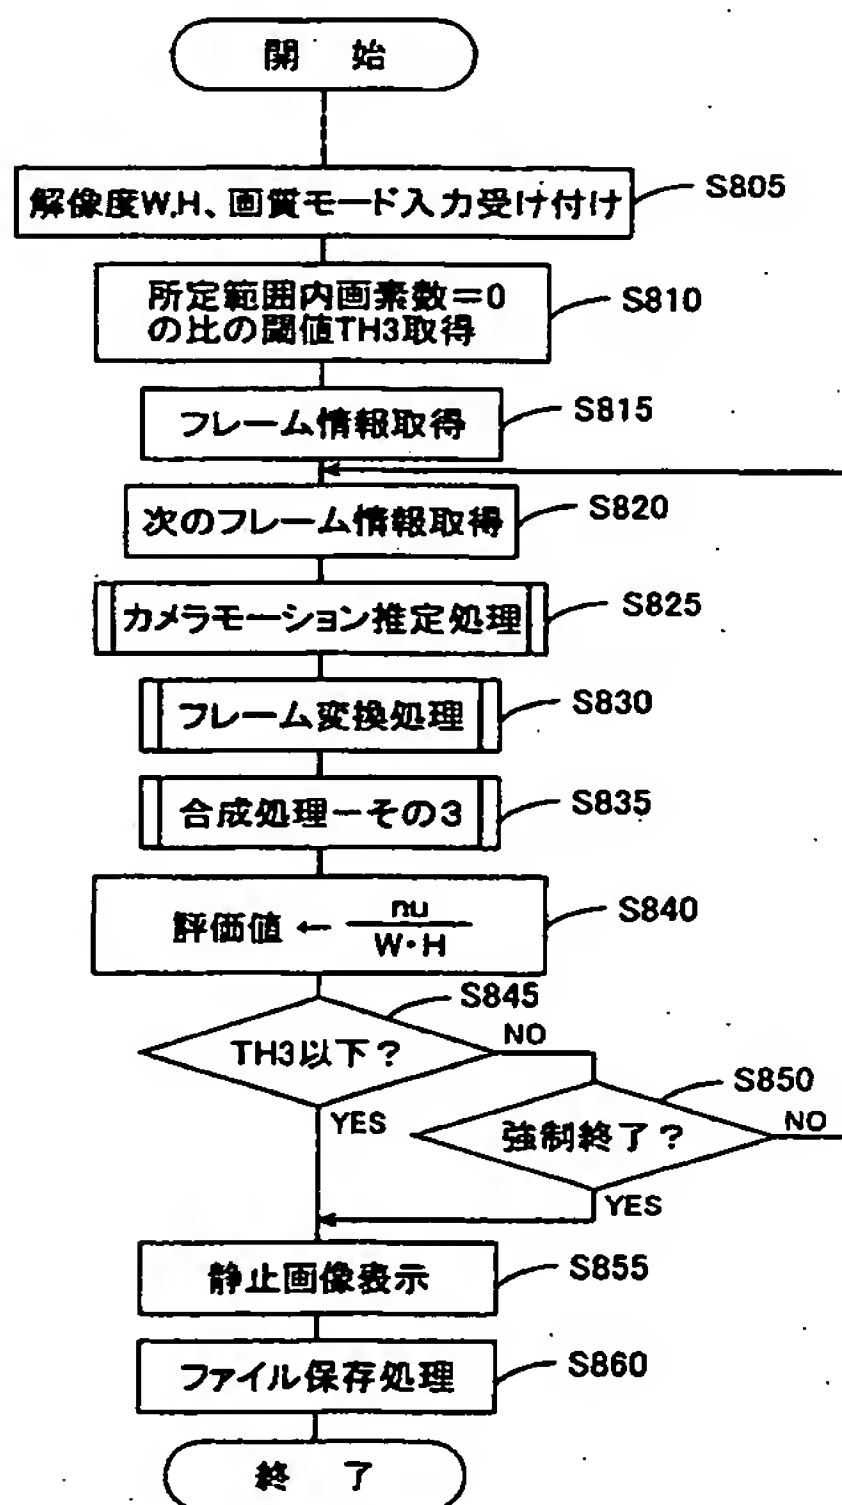 開 始
解像度W,H、画質モード入力受け付け
S805
所定範囲内画素数=0
の比の閾値TH3取得
S810
フレーム情報取得
S815
次のフレーム情報取得
S820
カメラモーション推定処理
S825
フレーム変換処理
S830
合成処理ーその3
S835
評価値 ← nu
W・H
S840
TH3以下?
S845
NO
YES
強制終了?
S850
NO
YES
静止画像表示
S855
ファイル保存処理
S860
終 了